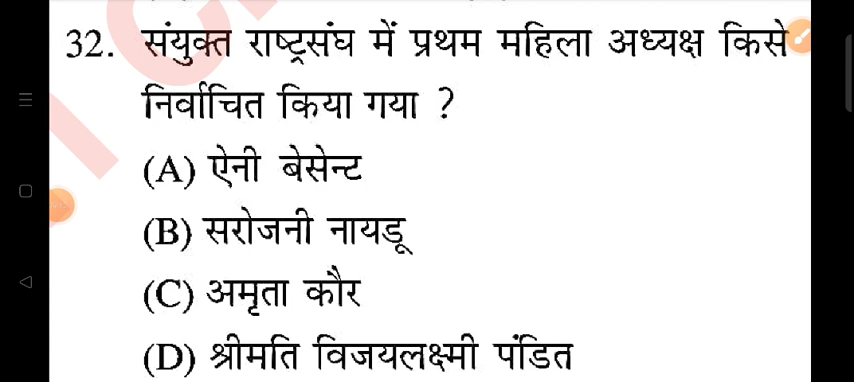 32. संयुक्त राष्ट्रसंघ में प्रथम महिला अध्यक्ष किसे
निर्वाचित किया गया ?
(A) ऐनी बेसेन्ट
(B) सरोजनी नायडू
(C) अमृता कौर
(D) श्रीमति विजयलक्ष्मी पंडित